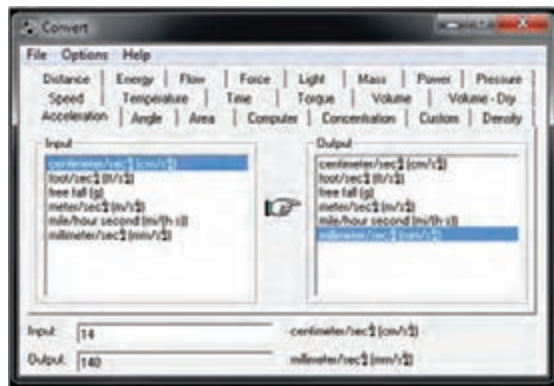 Convert
File Options Help
Distance Energy Flow Force Light Mass Power Pressure
Speed Temperature Time Torque Volume Volume - Dry
Acceleration Angle Area Computer Concentration Custom Density
Input
centimeter/sec² (cm/s²)
foot/sec² (ft/s²)
free fall (g)
meter/sec² (m/s²)
mile/hour second (mi/(h·s))
millimeter/sec² (mm/s²)
Output
centimeter/sec² (cm/s²)
foot/sec² (ft/s²)
free fall (g)
meter/sec² (m/s²)
mile/hour second (mi/(h·s))
millimeter/sec² (mm/s²)
Input: 14 centimeter/sec² (cm/s²)
Output: 140 millimeter/sec² (mm/s²)